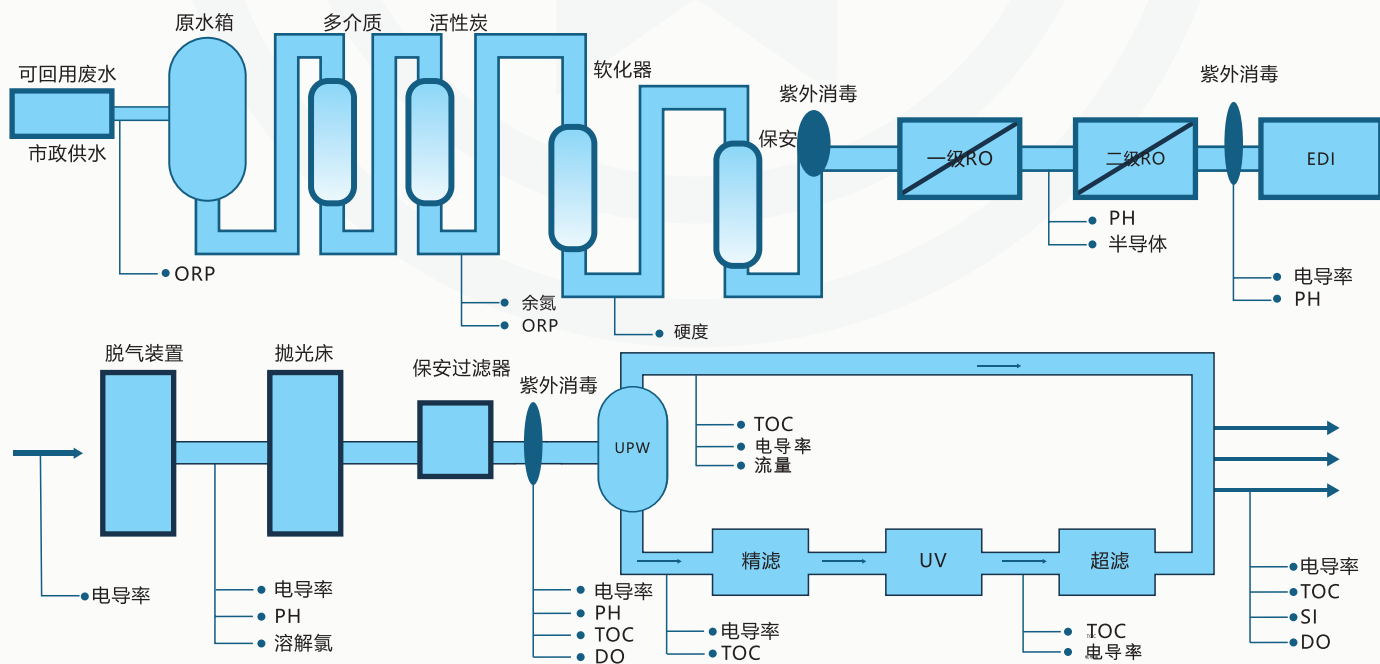 原水箱
多介质
活性炭
可回用废水
市政供水
软化器
紫外消毒
保安
一级RO
二级RO
紫外消毒
EDI
ORP
余氮
ORP
硬度
PH
半导体
电导率
PH
脱气装置
抛光床
保安过滤器
紫外消毒
UPW
TOC
电导率
流量
精滤
UV
超滤
电导率
电导率
PH
溶解氯
电导率
PH
TOC
DO
电导率
TOC
TOC
电导率
电导率
TOC
SI
DO